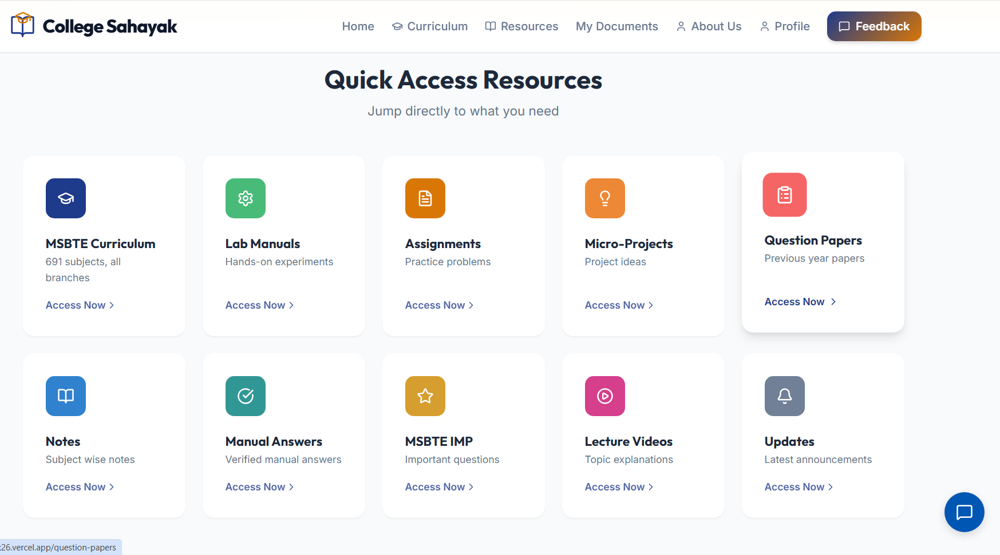 College Sahayak
Home
Curriculum
Resources
My Documents
About Us
Profile
Feedback
Quick Access Resources
Jump directly to what you need
MSBTE Curriculum
691 subjects, all
branches
Access Now
Lab Manuals
Hands-on experiments
Access Now
Assignments
Practice problems
Access Now
Micro-Projects
Project ideas
Access Now
Question Papers
Previous year papers
Access Now
Notes
Subject wise notes
Access Now
Manual Answers
Verified manual answers
Access Now
MSBTE IMP
Important questions
Access Now
Lecture Videos
Topic explanations
Access Now
Updates
Latest announcements
Access Now
26.vercel.app/question-papers